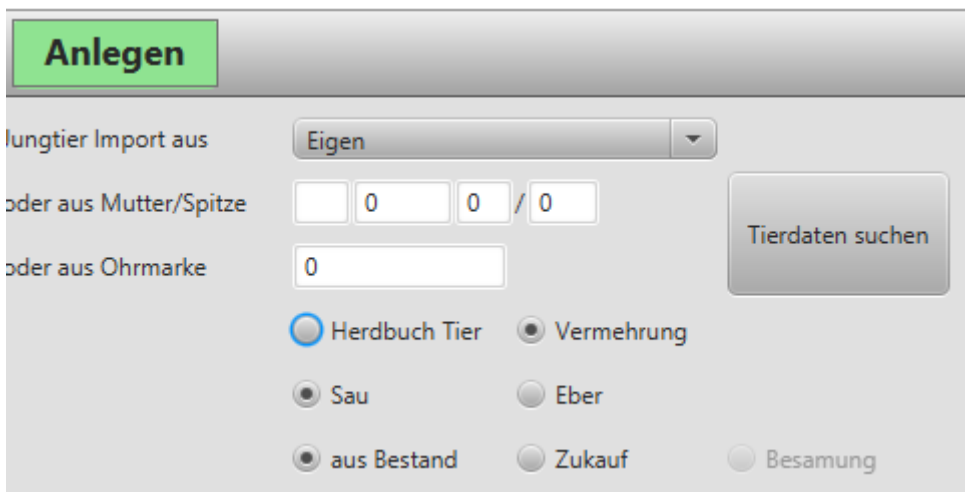 Anlegen
Jungtier Import aus Eigen
oder aus Mutter/Spitze 0 0 / 0
Tierdaten suchen
oder aus Ohrmarke 0
Herdbuch Tier Vermehrung
Sau Eber
aus Bestand Zukauf Besamung